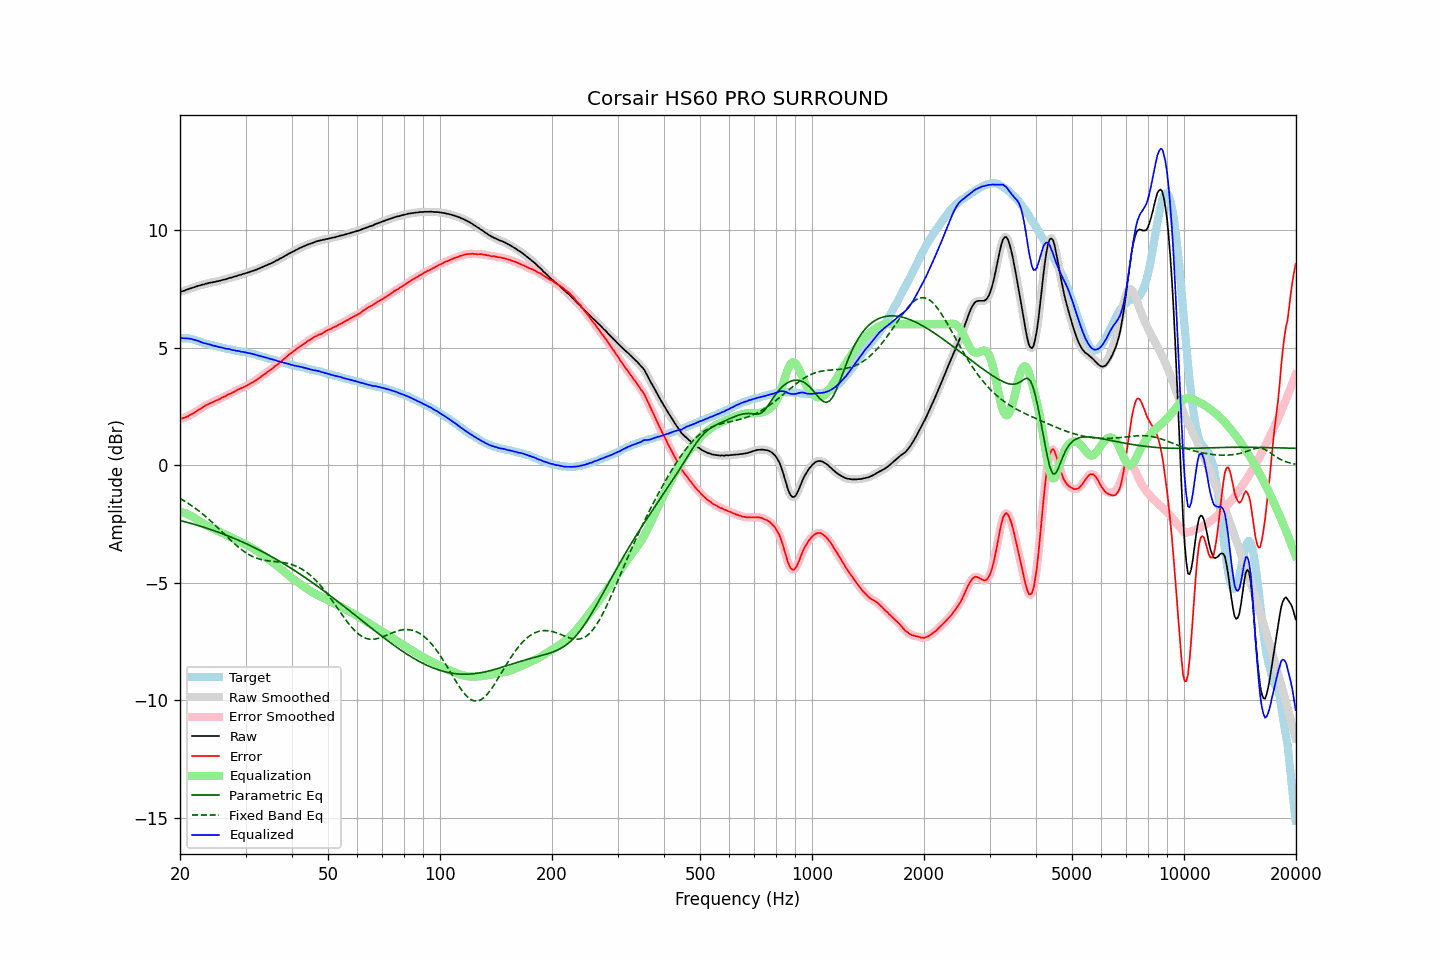 Corsair HS60 PRO SURROUND
Amplitude (dBr)
10
5
0
−5
−10
−15
Target
Raw Smoothed
Error Smoothed
Raw
Error
Equalization
Parametric Eq
Fixed Band Eq
Equalized
20 50 100 200 500 1000 2000 5000 10000 20000
Frequency (Hz)